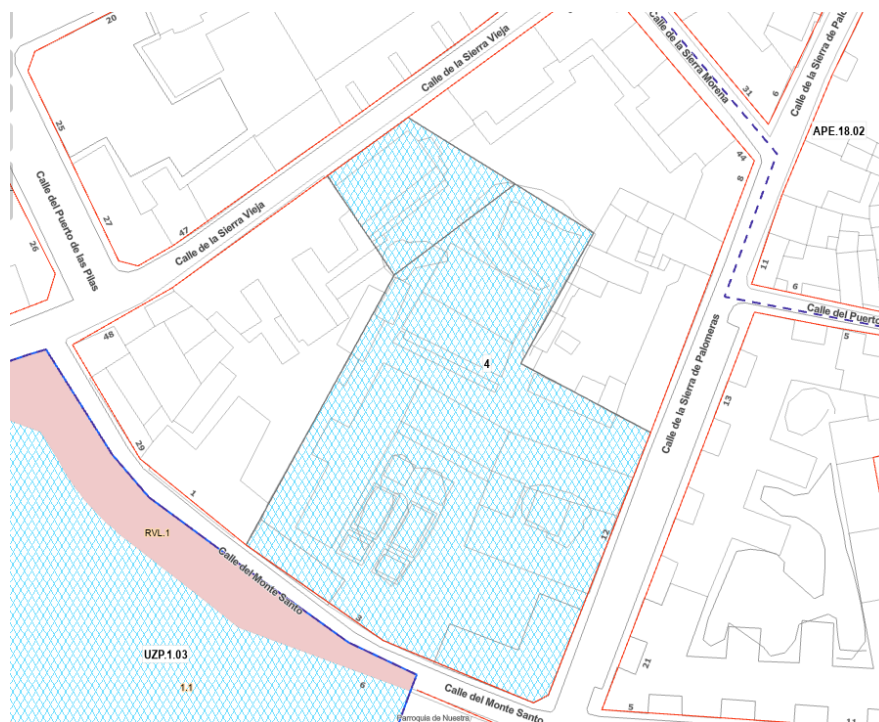 20
Calle de la Sierra Vieja
Calle de la Sierra Morena
Calle de la Sierra de Palo
31
6
APE.18.02
25
44
8
Calle del Puerto de las Pilas
27
47
Calle de la Sierra Vieja
26
11
6
Calle del Puerto
5
48
4
Calle de la Sierra de Palomeras
13
29
1
RVL.1
12
Calle del Monte Santo
3
UZP.1.03
1.1
6
21
Calle del Monte Santo
Parroquia de Nuestra
5
11